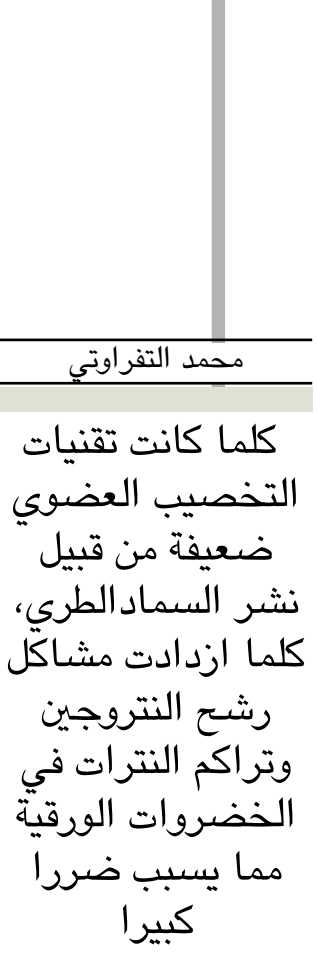 محمد التفراوتي
كلما كانت تقنيات
التخصيب العضوي
ضعيفة من قبيل
نشر السمادالطري،
كلما ازدادت مشاكل
رشح النتروجين
وتراكم النترات في
الخضروات الورقية
مما يسبب ضررا
كبيرا